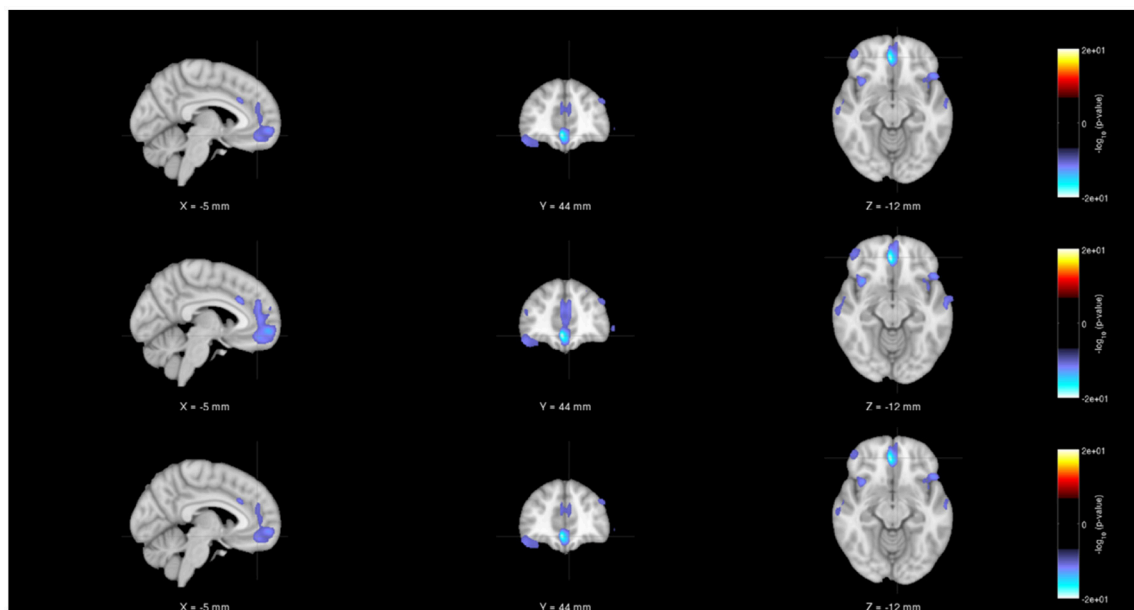 2e+01
0
-log10 (p-value)
-2e+01
X = -5 mm
Y = 44 mm
Z = -12 mm
2e+01
0
-log10 (p-value)
-2e+01
X = -5 mm
Y = 44 mm
Z = -12 mm
2e+01
0
-log10 (p-value)
-2e+01
X = -5 mm
Y = 44 mm
Z = -12 mm